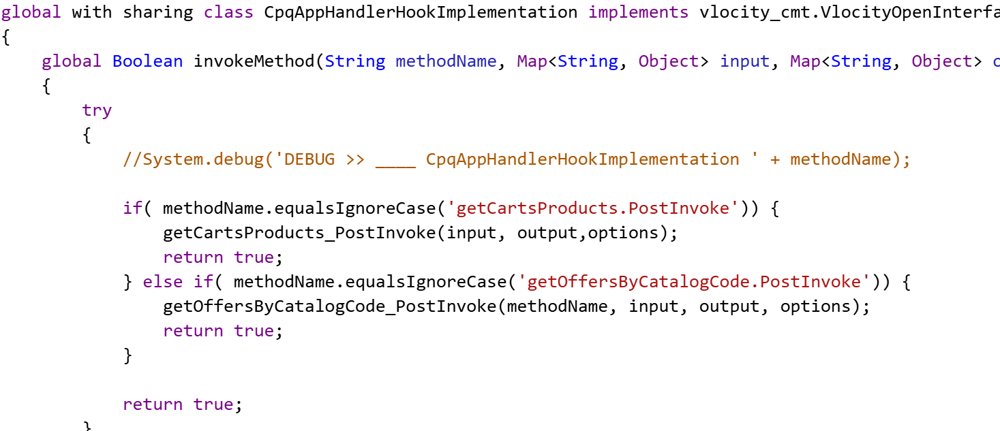 global with sharing class CpqAppHandlerHookImplementation implements vlocity_cmt.VlocityOpenInterfa
{
    global Boolean invokeMethod(String methodName, Map<String, Object> input, Map<String, Object> o
    {
        try
        {
            //System.debug('DEBUG >> ____ CpqAppHandlerHookImplementation ' + methodName);

            if( methodName.equalsIgnoreCase('getCartsProducts.PostInvoke')) {
                getCartsProducts_PostInvoke(input, output,options);
                return true;
            } else if( methodName.equalsIgnoreCase('getOffersByCatalogCode.PostInvoke')) {
                getOffersByCatalogCode_PostInvoke(methodName, input, output, options);
                return true;
            }

            return true;
        }